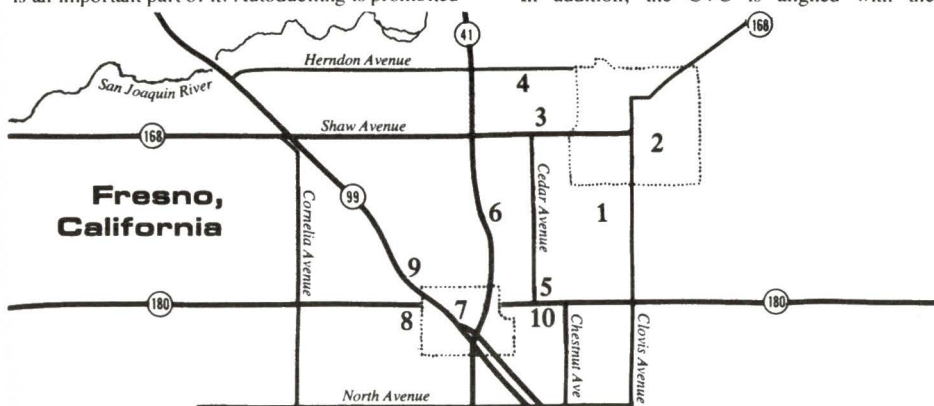 is an important part of it. Autodueling is promoted
In addition, the CVC is aligned with the
41
168
Herndon Avenue
4
San Joaquin River
3
168
Shaw Avenue
2
Fresno,
California
99
Cornelia Avenue
Cedar Avenue
6
1
9
5
180
8
7
10
180
Chestnut Ave
Clovis Avenue
North Avenue